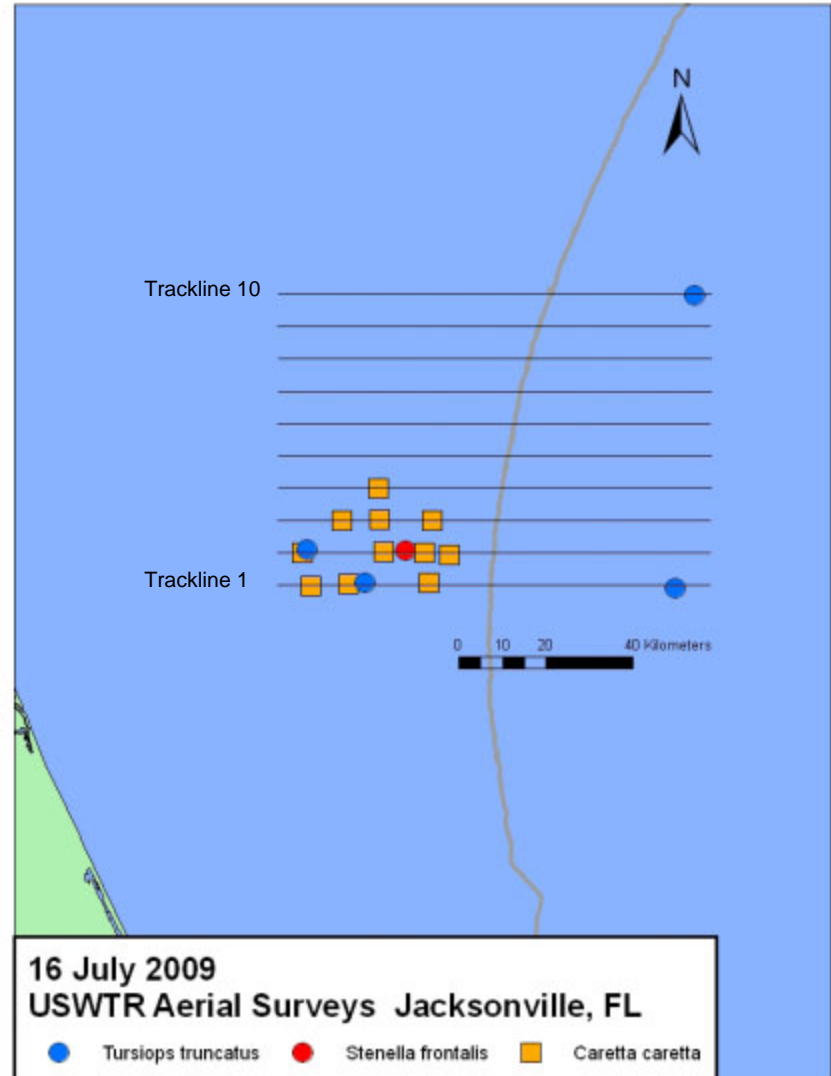 N
Trackline 10
Trackline 1
0 10 20 40 Kilometers
16 July 2009
USWTR Aerial Surveys Jacksonville, FL
Tursiops truncatus Stenella frontalis Caretta caretta